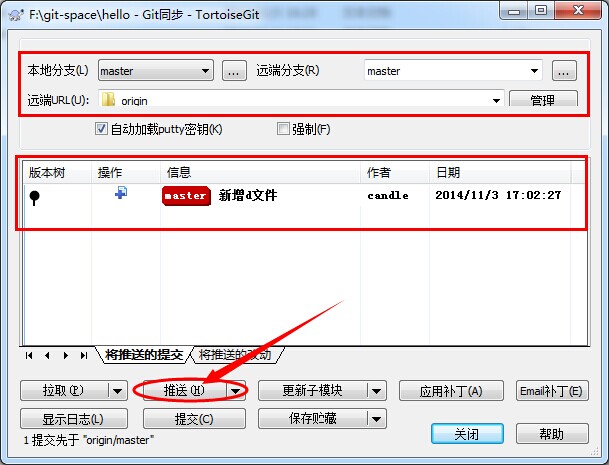 F:\git-space\hello - Git同步 - TortoiseGit
本地分支(L) master ... 远端分支(R) master ...
远端URL(U): origin 管理
自动加载putty密钥(K) 强制(F)
版本树 操作 信息 作者 日期
master 新增d文件 candle 2014/11/3 17:02:27
将推送的提交 将推送的改动
拉取(P) 推送(H) 更新子模块 应用补丁(A) Email补丁(E)
显示日志(L) 提交(C) 保存贮藏
1 提交先于 "origin/master" 关闭 帮助